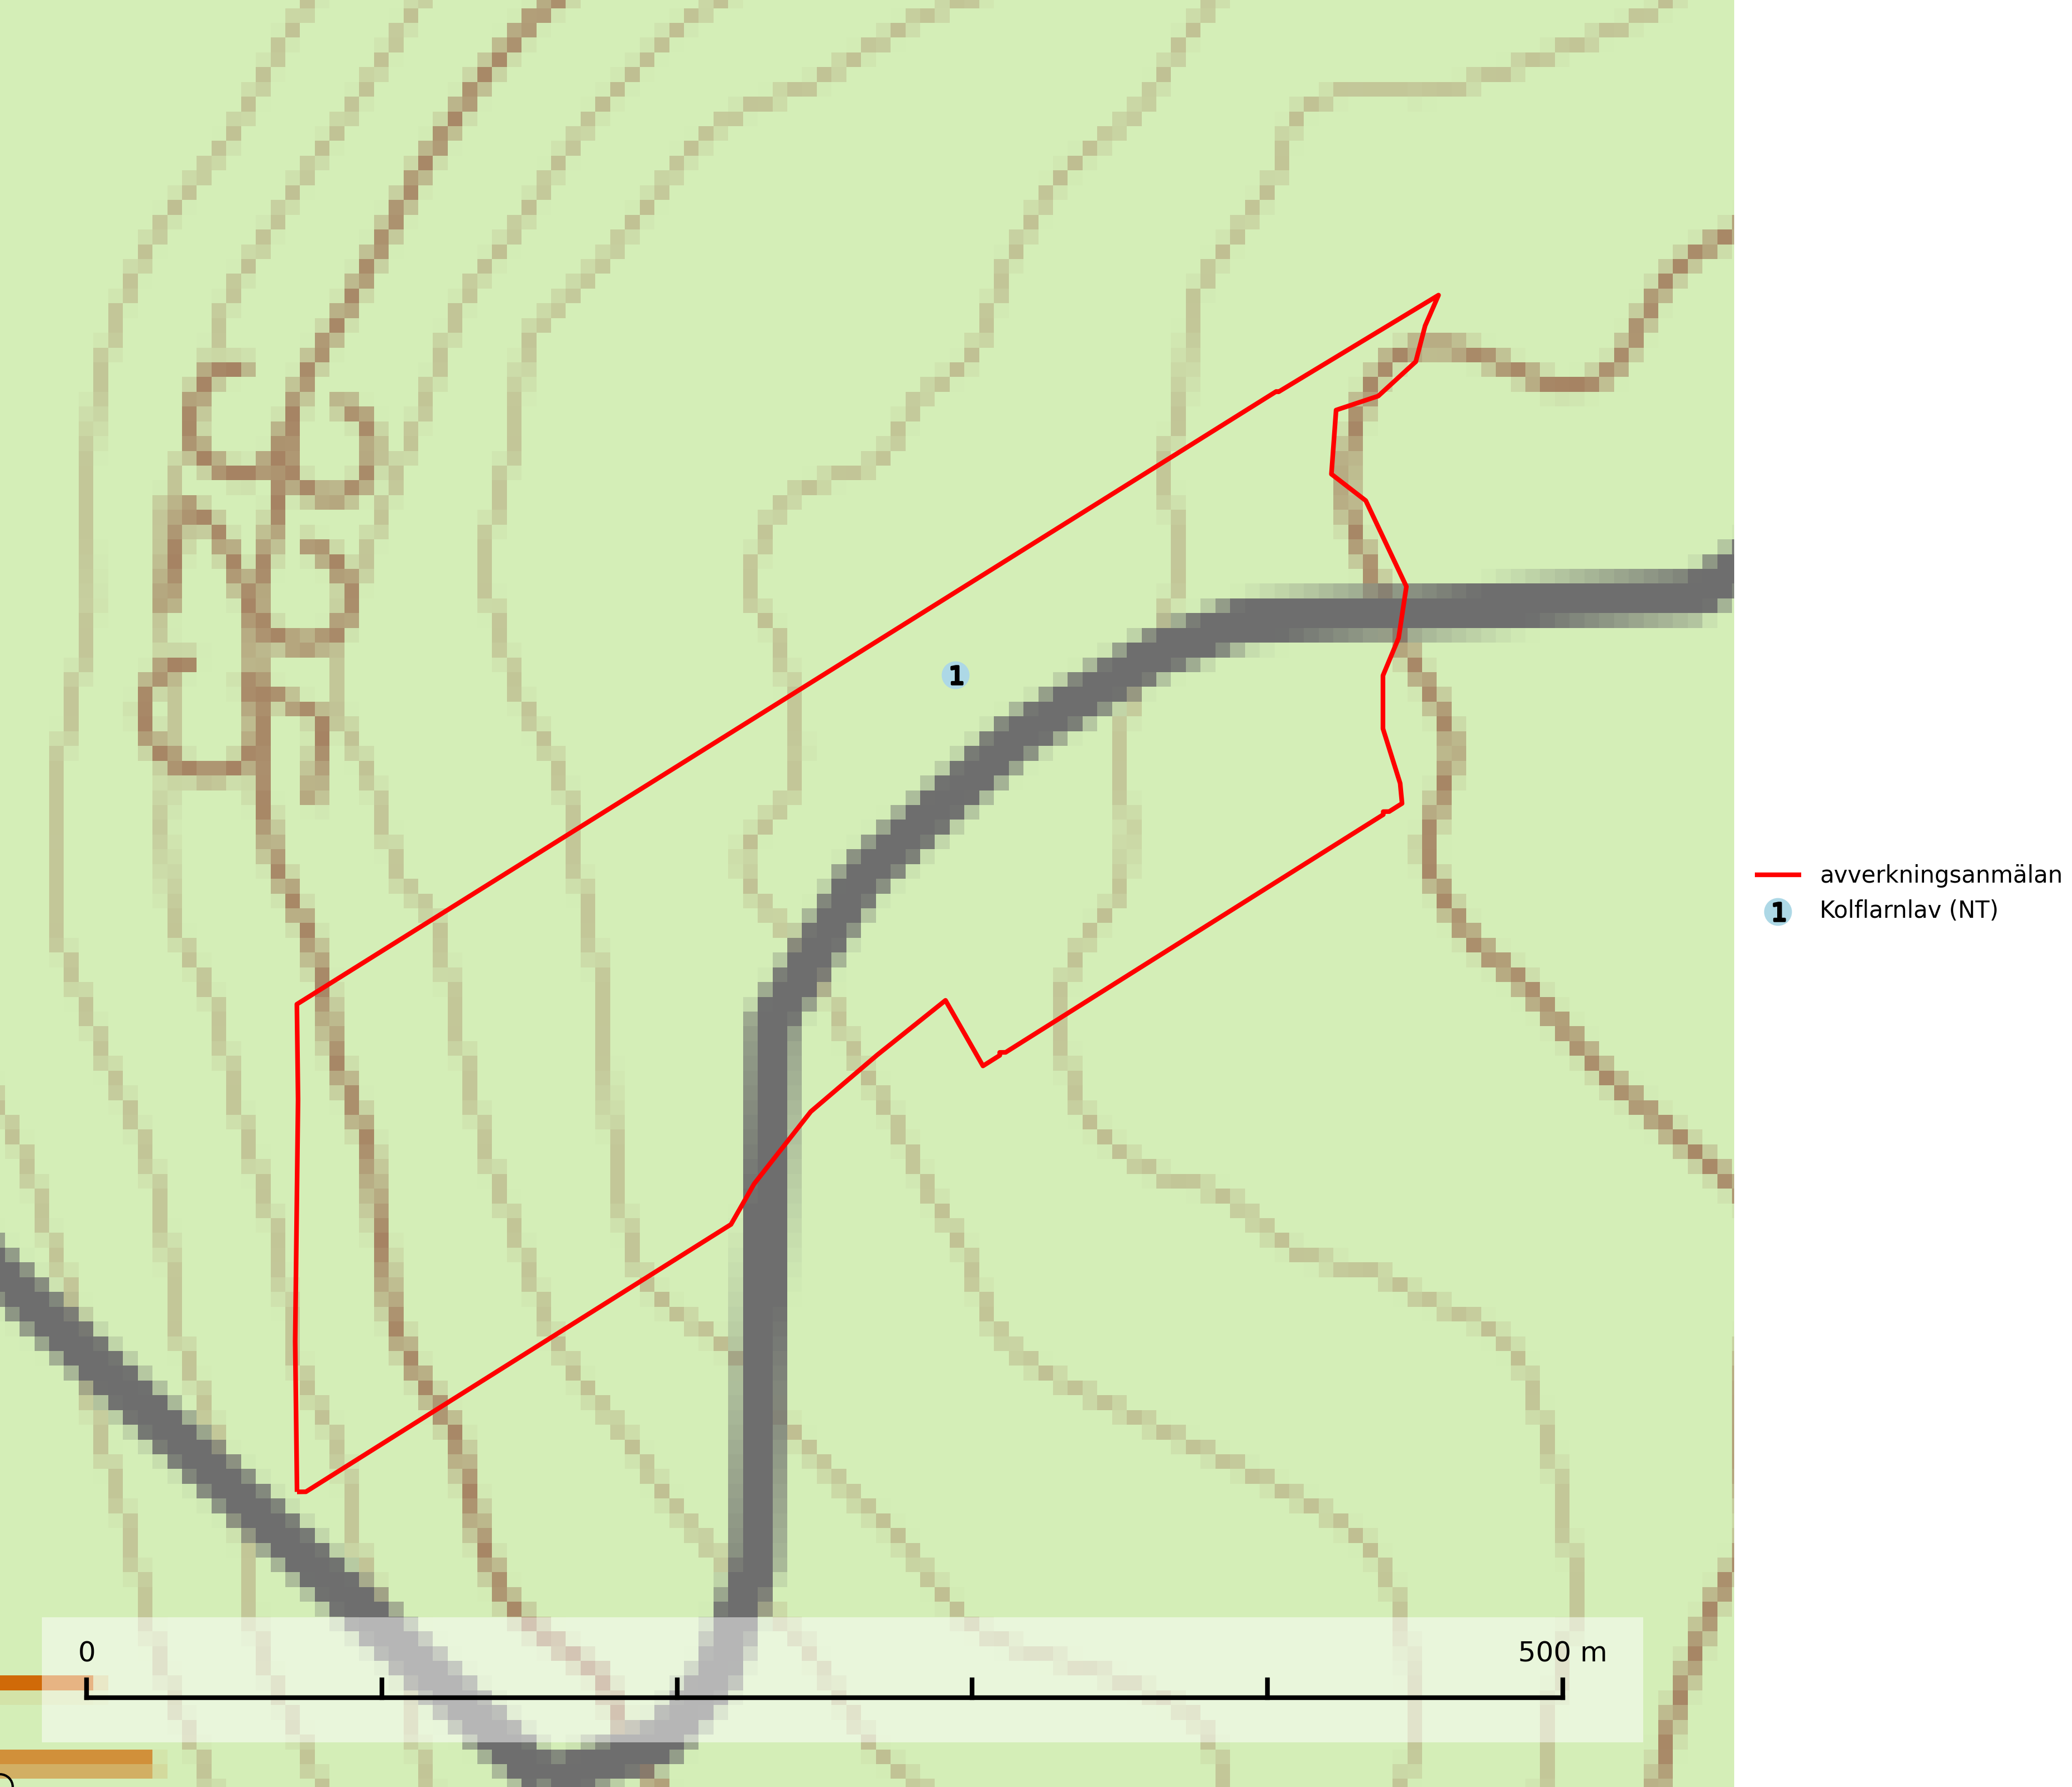 1
avverkningsanmälan
1 Kolflarnlav (NT)
0 500 m